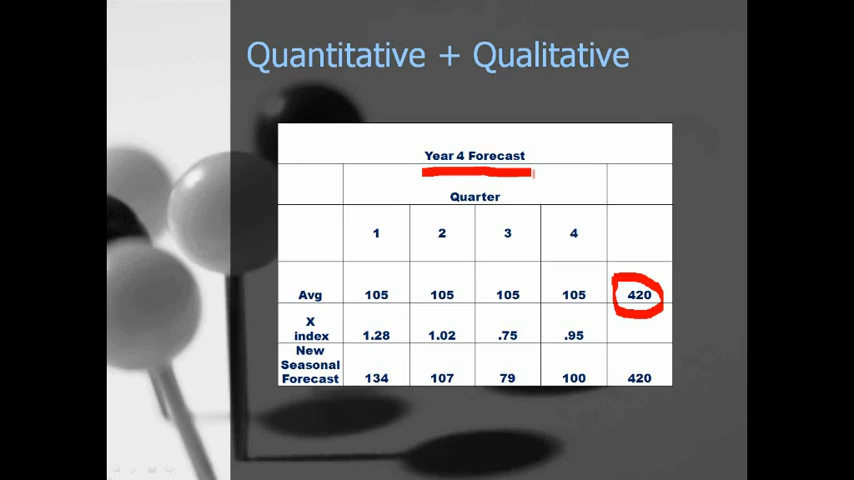 Quantitative + Qualitative
Year 4 Forecast
Quarter
1 2 3 4
Avg 105 105 105 105 420
X
index 1.28 1.02 .75 .95
New
Seasonal
Forecast 134 107 79 100 420